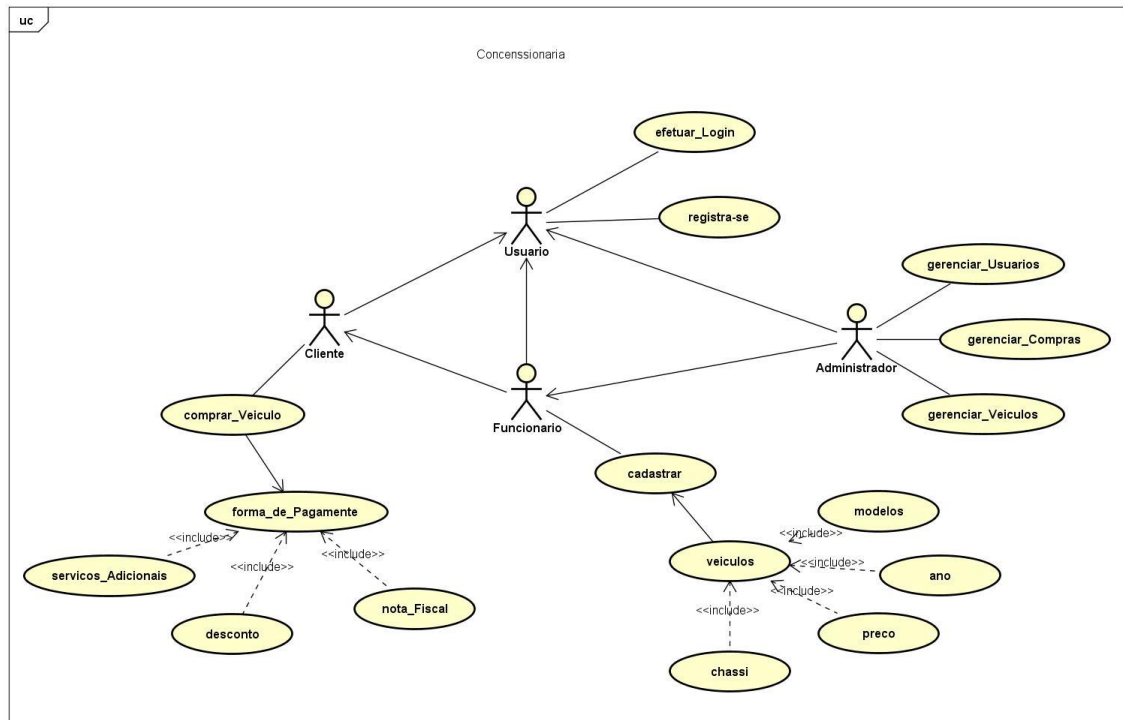 uc
Concenssionaria
efetuar_Login
registra-se
Usuario
gerenciar_Usuarios
gerenciar_Compras
gerenciar_Veiculos
Administrador
Cliente
comprar_Veiculo
Funcionario
cadastrar
forma_de_Pagamente
<<include>>
servicos_Adicionais
<<include>>
desconto
<<include>>
nota_Fiscal
modelos
<<include>>
veiculos
<<include>>
ano
<<include>>
preco
<<include>>
chassi